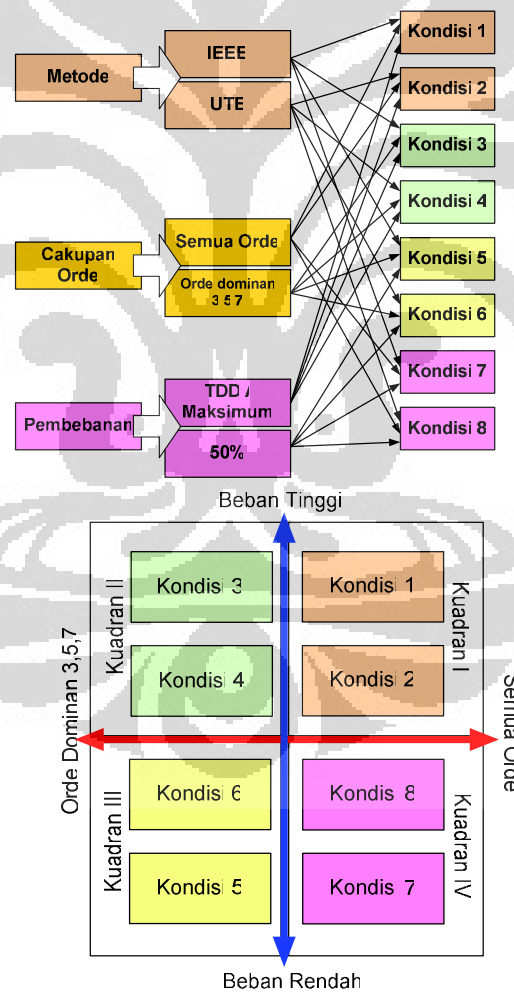 Metode
IEEE
UTE
Cakupan
Orde
Semua Orde
Orde dominan
3 5 7
Pembebanan
TDD /
Maksimum
50%
Kondisi 1
Kondisi 2
Kondisi 3
Kondisi 4
Kondisi 5
Kondisi 6
Kondisi 7
Kondisi 8
Beban Tinggi
Orde Dominan 3,5,7
Kuadran II
Kondisi 3
Kondisi 1
Kuadran I
Kondisi 4
Kondisi 2
Semua Orde
Kuadran III
Kondisi 6
Kondis 8
Kuadran IV
Kondisi 5
Kondisi 7
Beban Rendah